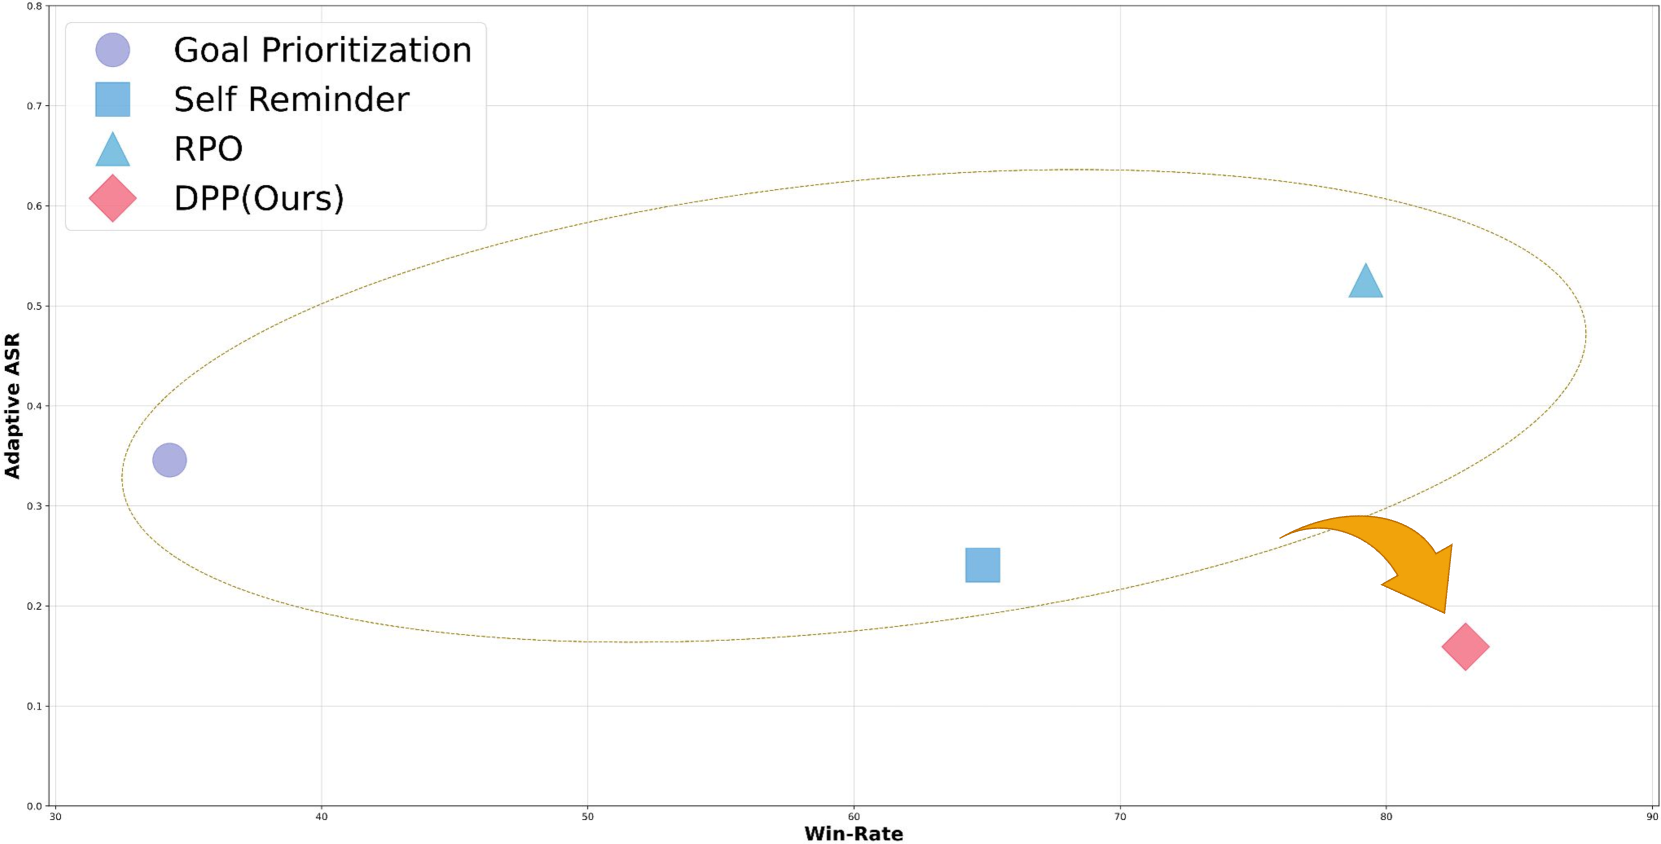 Goal Prioritization
Self Reminder
RPO
DPP(Ours)
0.8
0.7
0.6
0.5
0.4
0.3
0.2
0.1
0.0
Adaptive ASR
30 40 50 60 70 80 90
Win-Rate